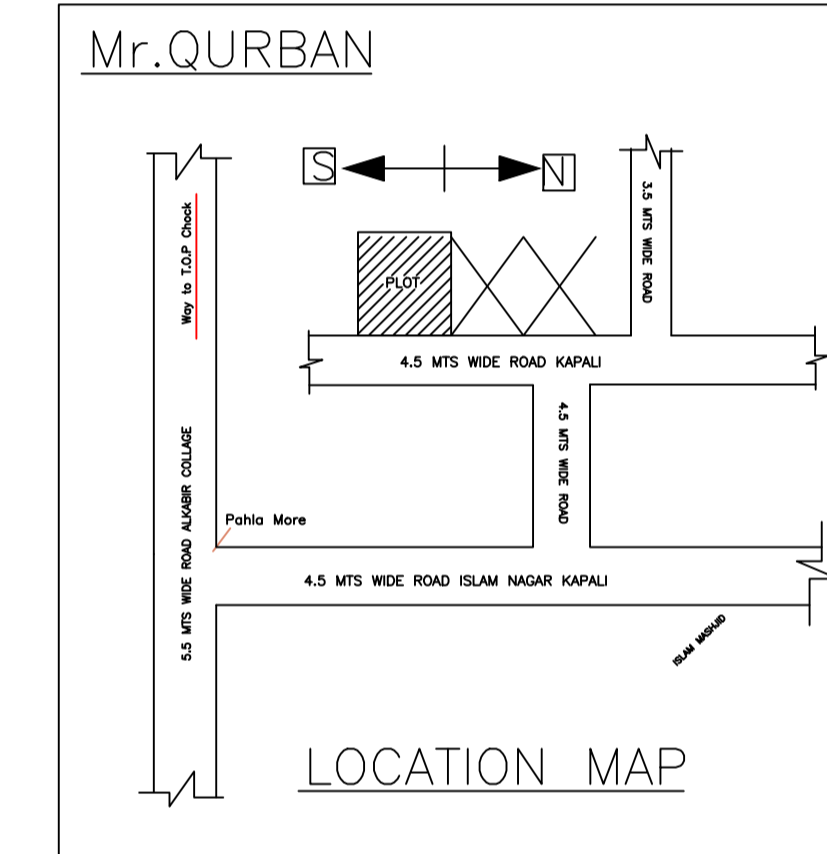 Mr.QURBAN
S
N
Way to T.O.P Chock
3.5 MTS WIDE ROAD
PLOT
4.5 MTS WIDE ROAD KAPALI
4.5 MTS WIDE ROAD
5.5 MTS WIDE ROAD ALKABIR COLLAGE
Pahla More
4.5 MTS WIDE ROAD ISLAM NAGAR KAPALI
ISLAM MASHJID
LOCATION MAP